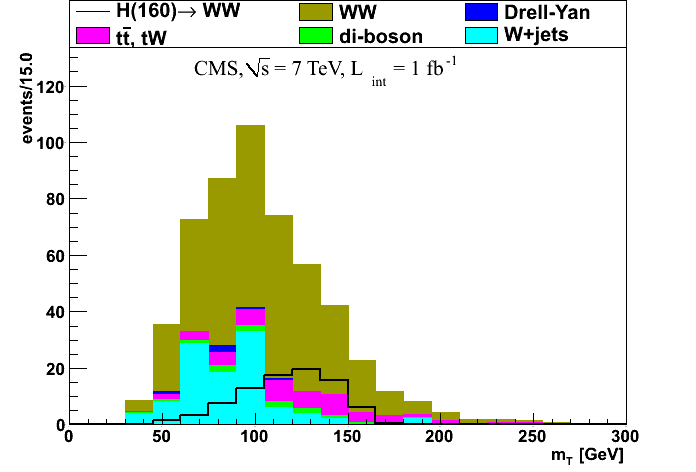 H(160)→ WW WW Drell-Yan
tt̄, tW di-boson W+jets
CMS, √s = 7 TeV, L int = 1 fb⁻¹
events/15.0
120
100
80
60
40
20
0
0 50 100 150 200 250 300
m_T [GeV]